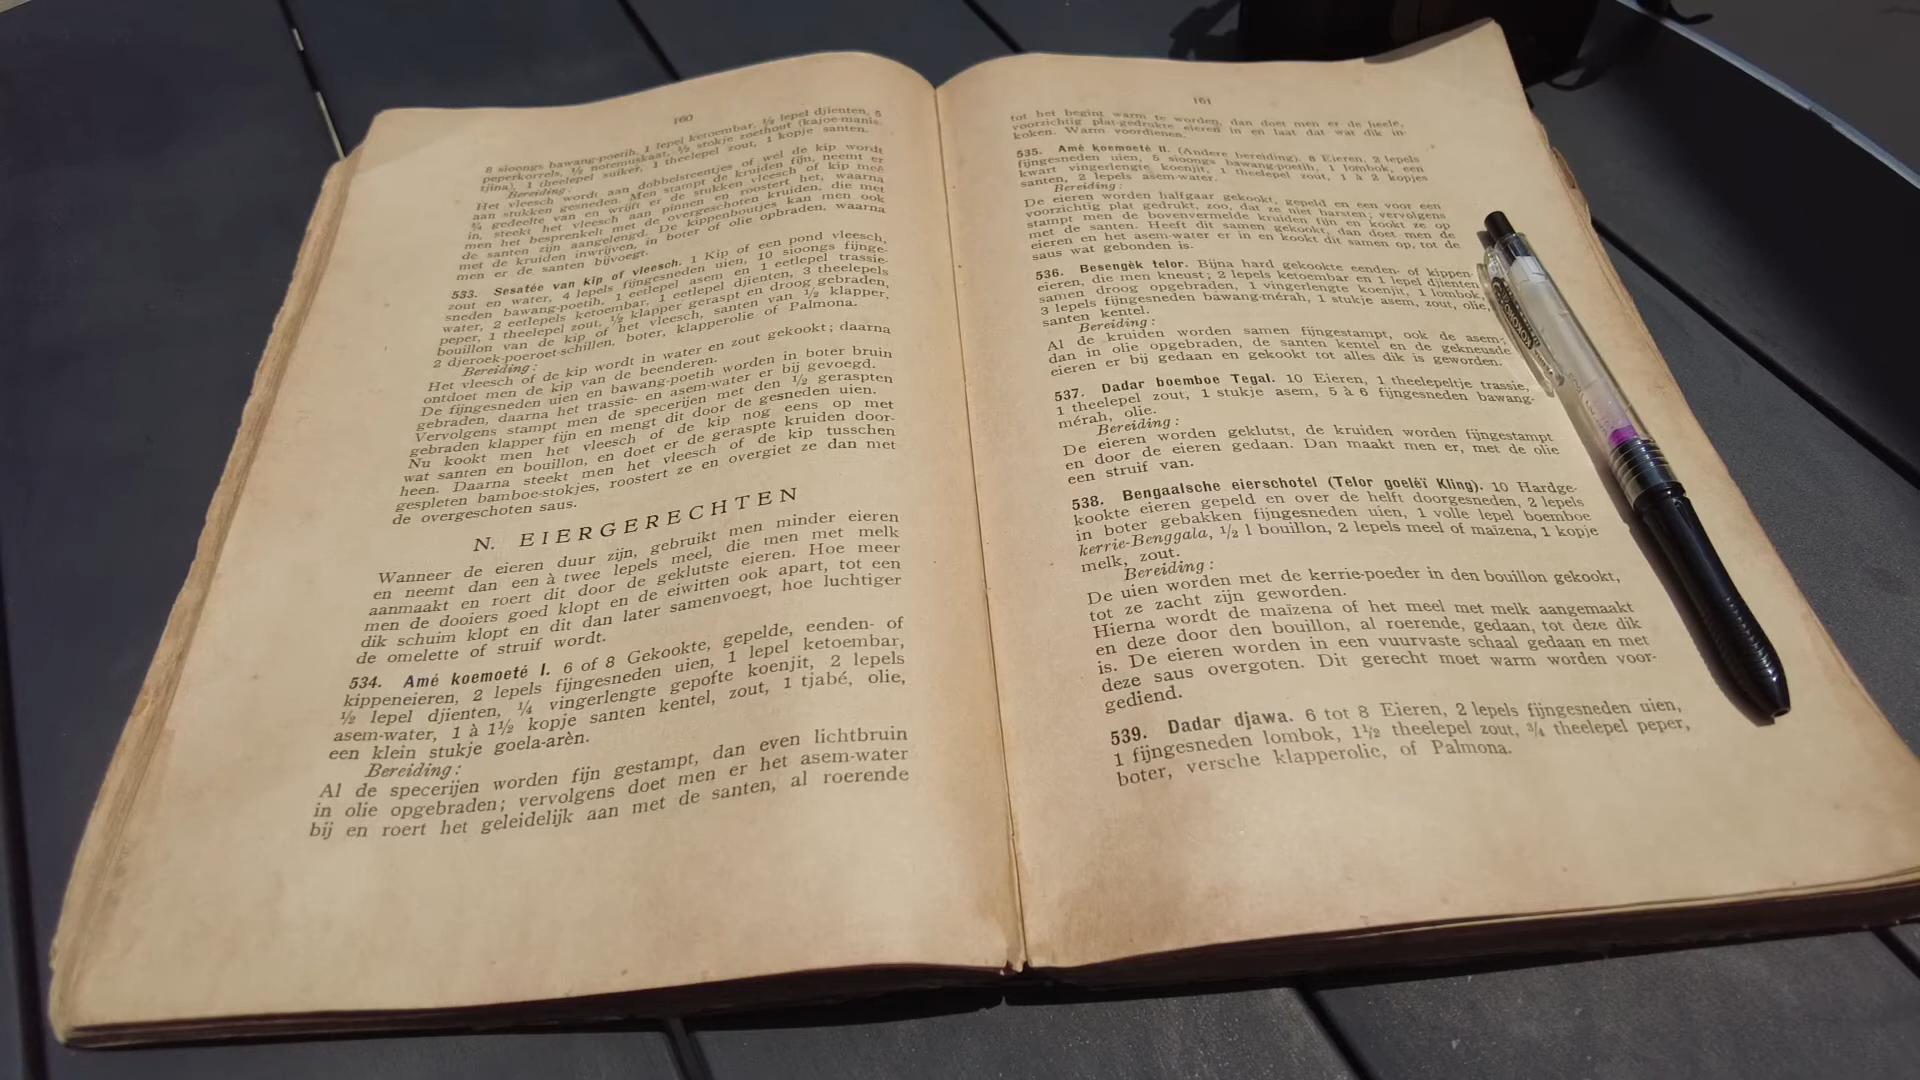 160
8 sioongs bawang-poetih, 1 lepel ketoembar, ½ lepel djienten, 5
peperkorrels, ½ notemuskaat, ½ stokje zoethout (kajoe-manis-
tjina), 1 theelepel suiker, 1 theelepel zout, 1 kopje santen.
Bereiding:
Het vleesch wordt aan dobbelsteentjes of wel de kip wordt
aan stukken gesneden. Men stampt de kruiden fijn, neemt er
¾ gedeelte van en wrijft er de stukken vleesch of kip mee
in, steekt het vleesch aan pinnen en roostert het, waarna
men het besprenkelt met de overgeschoten kruiden, die met
de santen zijn aangelengd. De kippenboutjes kan men ook
met de kruiden inwrijven, in boter of olie opbraden, waarna
men er de santen bijvoegt.
533. Sesatée van kip of vleesch. 1 Kip of een pond vleesch,
zout en water, 4 lepels fijngesneden uien, 10 sioongs fijnge-
sneden bawang-poetih, 1 eetlepel asem en 1 eetlepel trassie-
water, 2 eetlepels ketoembar, 1 eetlepel djienten, 3 theelepels
peper, 1 theelepel zout, ½ klapper geraspt en droog gebraden,
bouillon van de kip of het vleesch, santen van ½ klapper,
2 djeroek-poeroet-schillen, boter, klapperolie of Palmona.
Bereiding:
Het vleesch of de kip wordt in water en zout gekookt; daarna
ontdoet men de kip van de beenderen.
De fijngesneden uien en bawang-poetih worden in boter bruin
gebraden, daarna het trassie- en asem-water er bij gevoegd.
Vervolgens stampt men de specerijen met den ½ geraspten
gebraden klapper fijn en mengt dit door de gesneden uien.
Nu kookt men het vleesch of de kip nog eens op met
wat santen en bouillon, en doet er de geraspte kruiden door-
heen. Daarna steekt men het vleesch of de kip tusschen
gespleten bamboe-stokjes, roostert ze en overgiet ze dan met
de overgeschoten saus.
N. EIERGERECHTEN
Wanneer de eieren duur zijn, gebruikt men minder eieren
en neemt dan een à twee lepels meel, die men met melk
aanmaakt en roert dit door de geklutste eieren. Hoe meer
men de dooiers goed klopt en de eiwitten ook apart, tot een
dik schuim klopt en dit dan later samenvoegt, hoe luchtiger
de omelette of struif wordt.
534. Amé koemoeté I. 6 of 8 Gekookte, gepelde, eenden- of
kippeneieren, 2 lepels fijngesneden uien, 1 lepel ketoembar,
½ lepel djienten, ¼ vingerlengte gepofte koenjit, 2 lepels
asem-water, 1 à 1½ kopje santen kentel, zout, 1 tjabé, olie,
een klein stukje goela-arèn.
Bereiding:
Al de specerijen worden fijn gestampt, dan even lichtbruin
in olie opgebraden; vervolgens doet men er het asem-water
bij en roert het geleidelijk aan met de santen, al roerende
161
tot het begint warm te worden, dan doet men er de heele,
voorzichtig plat-gedrukte eieren in en laat dat wat dik in-
koken. Warm voordienen.
535. Amé koemoeté II. (Andere bereiding). 8 Eieren, 2 lepels
fijngesneden uien, 5 sioongs bawang-poetih, 1 lombok, een
kwart vingerlengte koenjit, 1 theelepel zout, 1 à 2 kopjes
santen, 2 lepels asem-water.
Bereiding:
De eieren worden halfgaar gekookt, gepeld en een voor een
voorzichtig plat gedrukt, zoo, dat ze niet barsten; vervolgens
stampt men de bovenvermelde kruiden fijn en kookt ze op
met de santen. Heeft dit samen gekookt, dan doet men de
eieren en het asem-water er in en kookt dit samen op, tot de
saus wat gebonden is.
536. Besengèk telor. Bijna hard gekookte eenden- of kippen-
eieren, die men kneust; 2 lepels ketoembar en 1 lepel djienten
samen droog opgebraden, 1 vingerlengte koenjit, 1 lombok,
3 lepels fijngesneden bawang-mérah, 1 stukje asem, zout, olie,
santen kentel.
Bereiding:
Al de kruiden worden samen fijngestampt, ook de asem;
dan in olie opgebraden, de santen kentel en de gekneusde
eieren er bij gedaan en gekookt tot alles dik is geworden.
537. Dadar boemboe Tegal. 10 Eieren, 1 theelepeltje trassie,
1 theelepel zout, 1 stukje asem, 5 à 6 fijngesneden bawang-
mérah, olie.
Bereiding:
De eieren worden geklutst, de kruiden worden fijngestampt
en door de eieren gedaan. Dan maakt men er, met de olie
een struif van.
538. Bengaalsche eierschotel (Telor goeléï Kling). 10 Hardge-
kookte eieren gepeld en over de helft doorgesneden, 2 lepels
in boter gebakken fijngesneden uien, 1 volle lepel boemboe
kerrie-Benggala, ½ l bouillon, 2 lepels meel of maïzena, 1 kopje
melk, zout.
Bereiding:
De uien worden met de kerrie-poeder in den bouillon gekookt,
tot ze zacht zijn geworden.
Hierna wordt de maïzena of het meel met melk aangemaakt
en deze door den bouillon, al roerende, gedaan, tot deze dik
is. De eieren worden in een vuurvaste schaal gedaan en met
deze saus overgoten. Dit gerecht moet warm worden voor-
gediend.
539. Dadar djawa. 6 tot 8 Eieren, 2 lepels fijngesneden uien,
1 fijngesneden lombok, 1½ theelepel zout, ¾ theelepel peper,
boter, versche klapperolie, of Palmona.